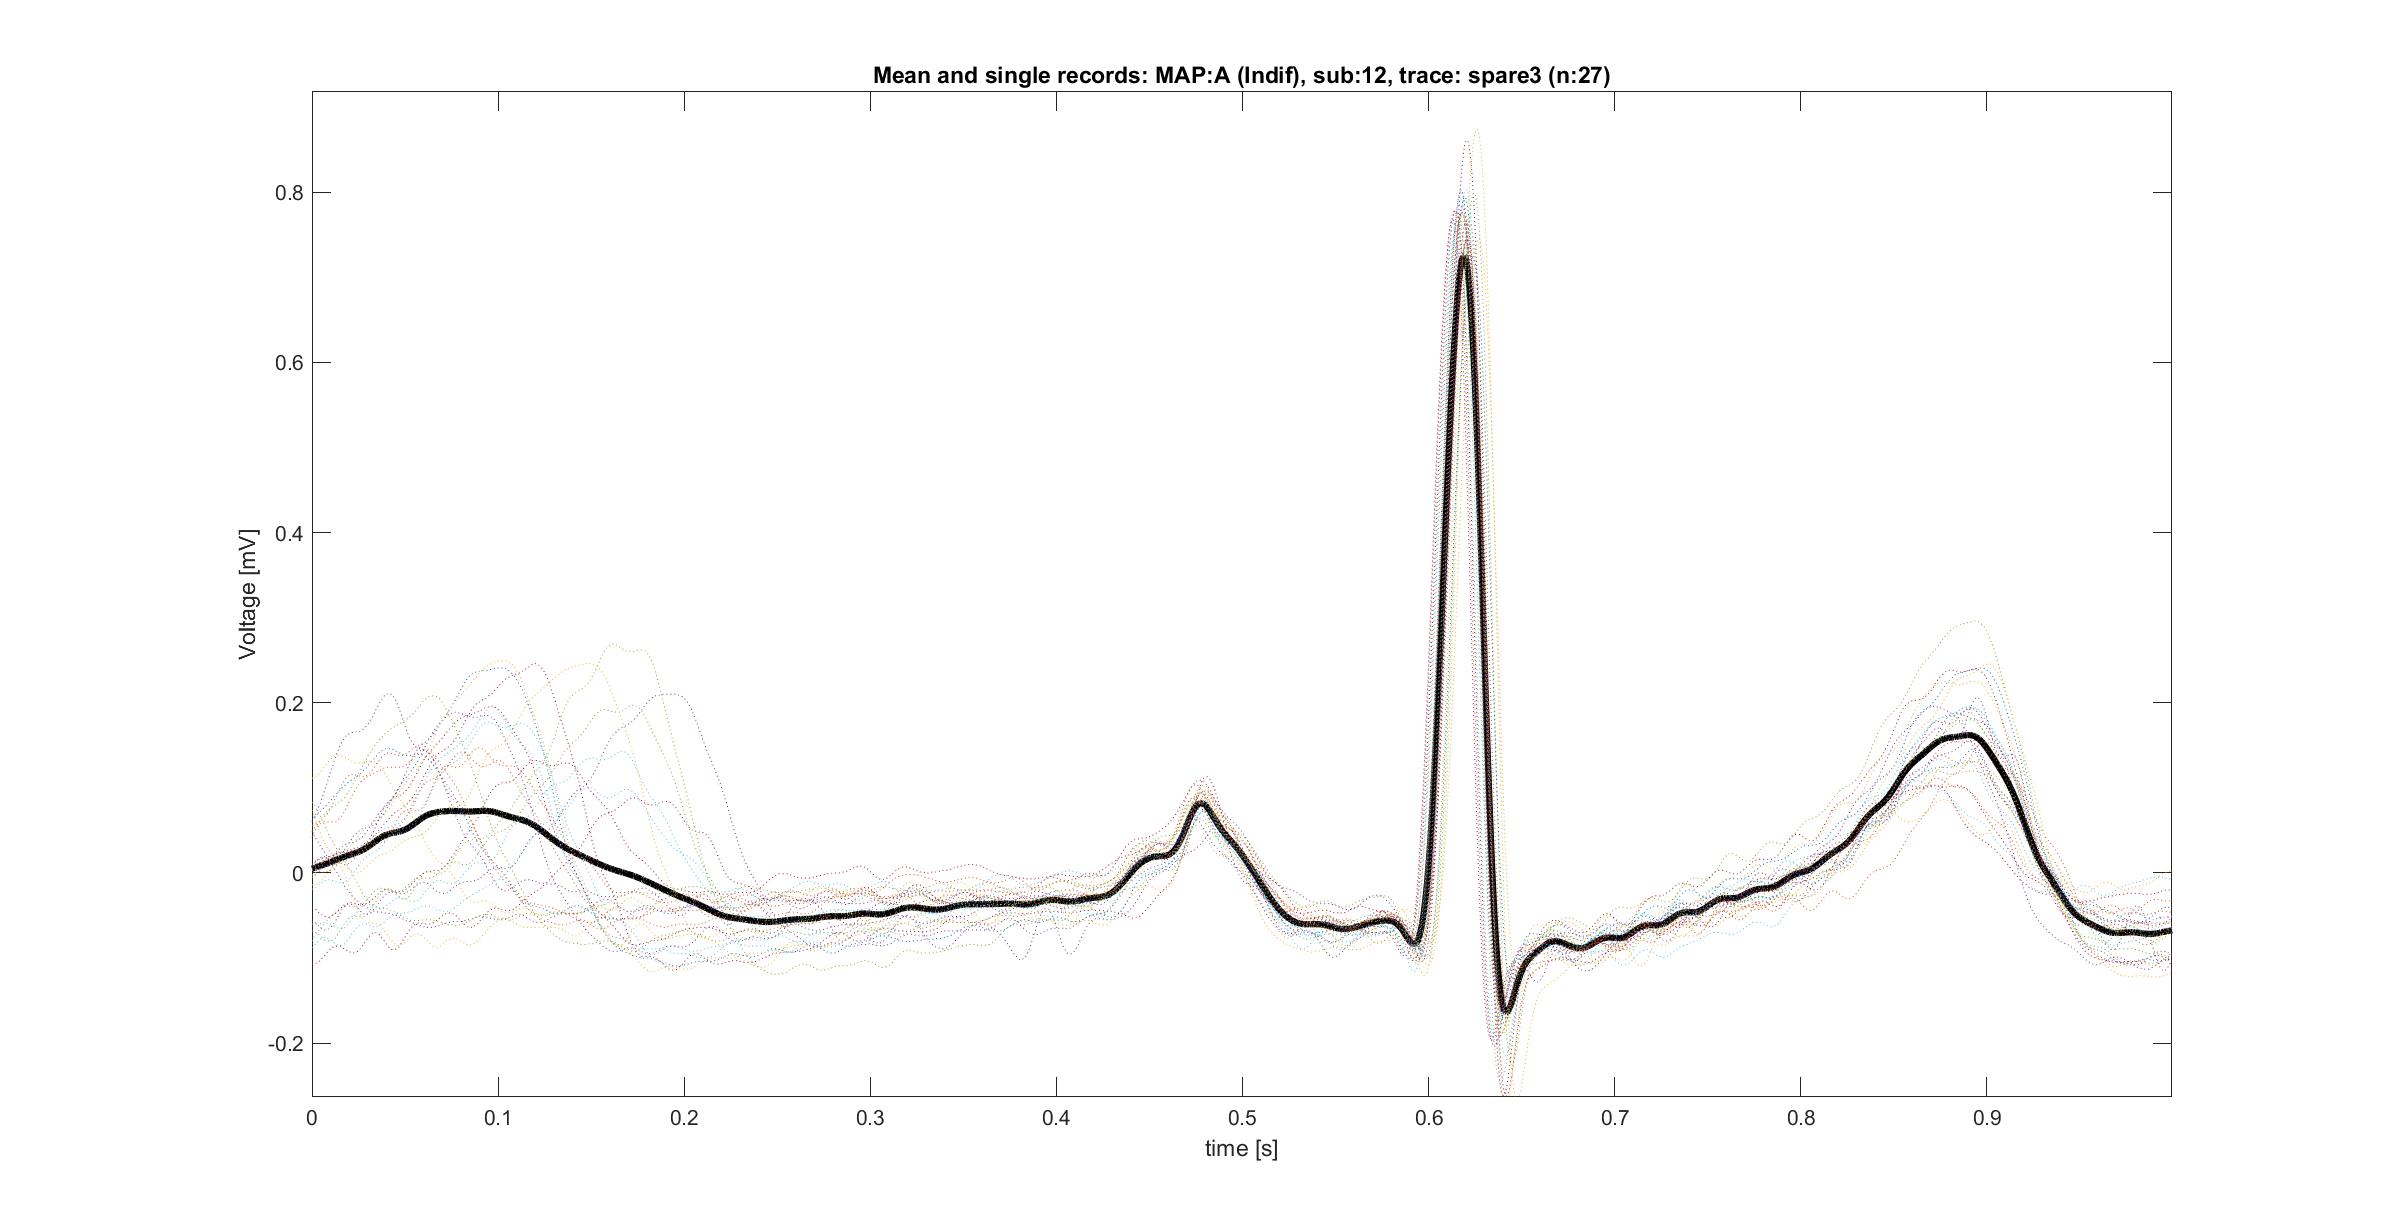 Mean and single records: MAP:A (Indif), sub:12, trace: spare3 (n:27)
0.8
0.6
0.4
0.2
0
-0.2
Voltage [mV]
0 0.1 0.2 0.3 0.4 0.5 0.6 0.7 0.8 0.9
time [s]